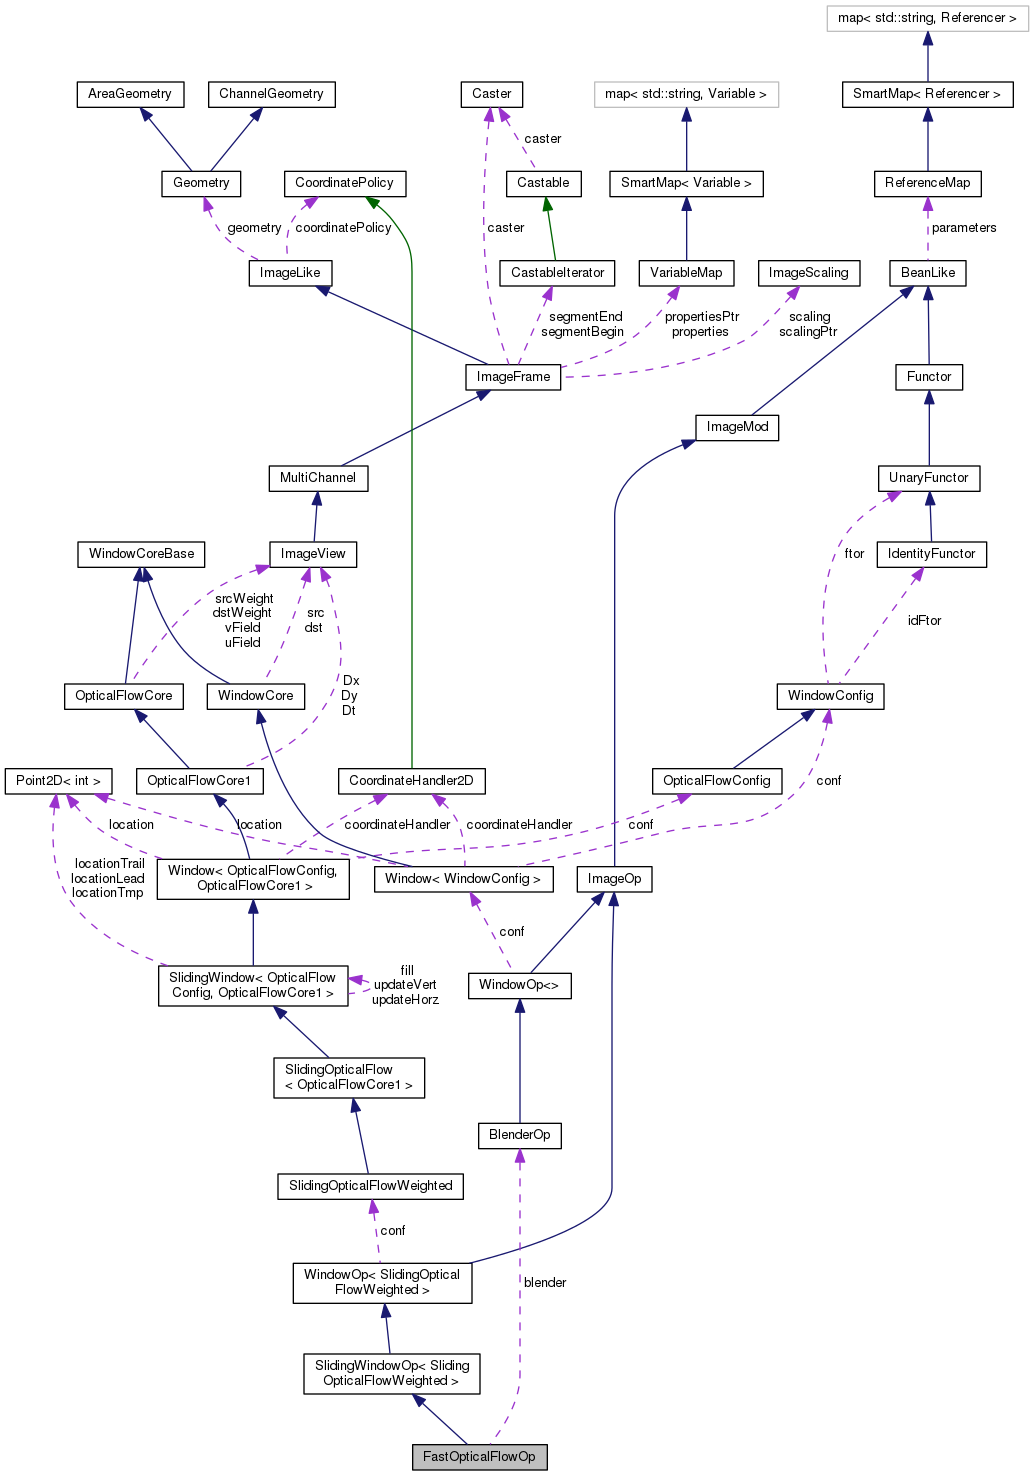 map< std::string, Referencer >
AreaGeometry
ChannelGeometry
Caster
map< std::string, Variable >
SmartMap< Referencer >
caster
Geometry
CoordinatePolicy
Castable
SmartMap< Variable >
ReferenceMap
geometry
coordinatePolicy
caster
parameters
ImageLike
CastableIterator
VariableMap
ImageScaling
BeanLike
segmentEnd
segmentBegin
propertiesPtr
properties
scaling
scalingPtr
ImageFrame
Functor
ImageMod
MultiChannel
UnaryFunctor
WindowCoreBase
ImageView
ftor
IdentityFunctor
srcWeight
dstWeight
vField
uField
src
dst
idFtor
OpticalFlowCore
WindowCore
Dx
Dy
Dt
WindowConfig
Point2D< int >
OpticalFlowCore1
CoordinateHandler2D
OpticalFlowConfig
conf
location
location
coordinateHandler
coordinateHandler
conf
locationTrail
locationLead
locationTmp
Window< OpticalFlowConfig,
OpticalFlowCore1 >
Window< WindowConfig >
ImageOp
conf
SlidingWindow< OpticalFlow
Config, OpticalFlowCore1 >
fill
updateVert
updateHorz
WindowOp<>
SlidingOpticalFlow
< OpticalFlowCore1 >
BlenderOp
SlidingOpticalFlowWeighted
conf
WindowOp< SlidingOptical
FlowWeighted >
blender
SlidingWindowOp< Sliding
OpticalFlowWeighted >
FastOpticalFlowOp